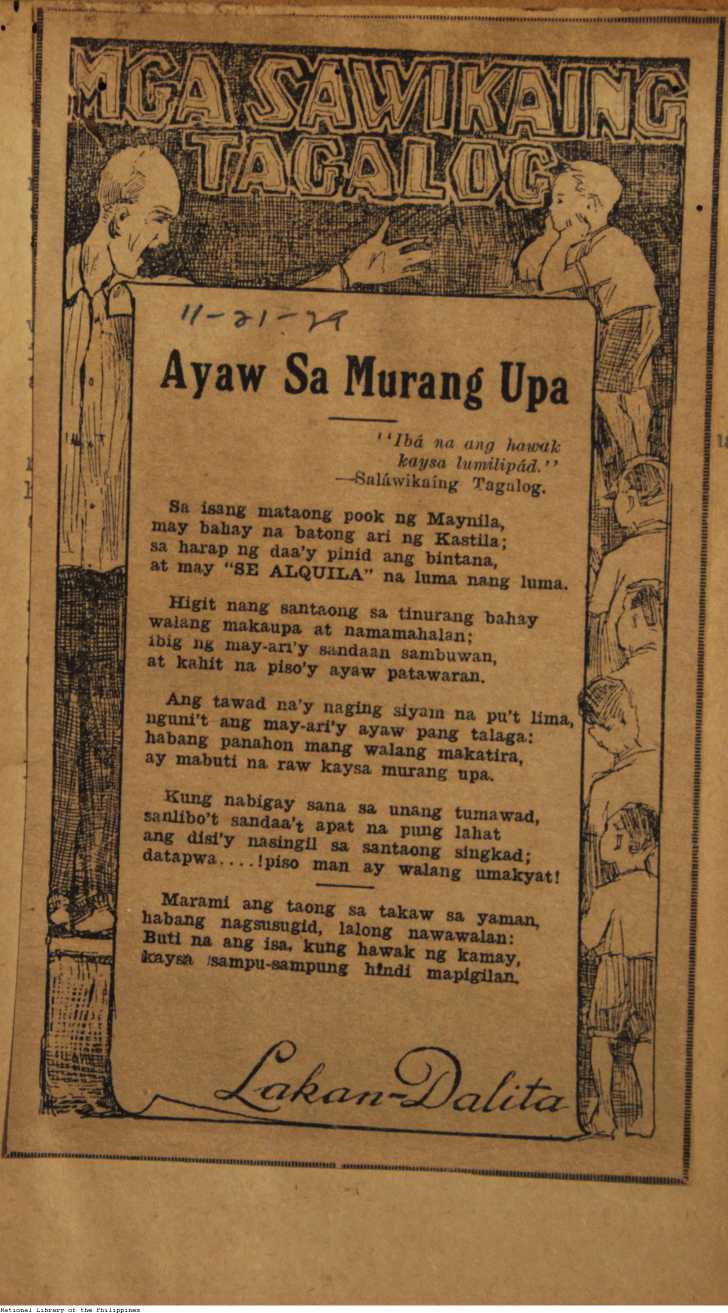 MGA SAWIKAING
TAGALOG
11-21-29
Ayaw Sa Murang Upa
"Ibá na ang hawak
kaysa lumilipád."
—Saláwikaíng Tagalog.
Sa isang mataong pook ng Maynila,
may bahay na batong ari ng Kastila;
sa harap ng daa'y pinid ang bintana,
at may "SE ALQUILA" na luma nang luma.
Higit nang santaong sa tinurang bahay
walang makaupa at namamahalan;
ibig ng may-ari'y sandaan sambuwan,
at kahit na piso'y ayaw patawaran.
Ang tawad na'y naging siyam na pu't lima,
nguni't ang may-ari'y ayaw pang talaga:
habang panahon mang walang makatira,
ay mabuti na raw kaysa murang upa.
Kung nabigay sana sa unang tumawad,
sanlibo't sandaa't apat na pung lahat
ang disi'y nasingil sa santaong singkad;
datapwa....!piso man ay walang umakyat!
Marami ang taong sa takaw sa yaman,
habang nagsusugid, lalong nawawalan:
Buti na ang isa, kung hawak ng kamay,
kaysa sampu-sampung hindi mapigilan.
Lakan-Dalita
National Library of the Philippines